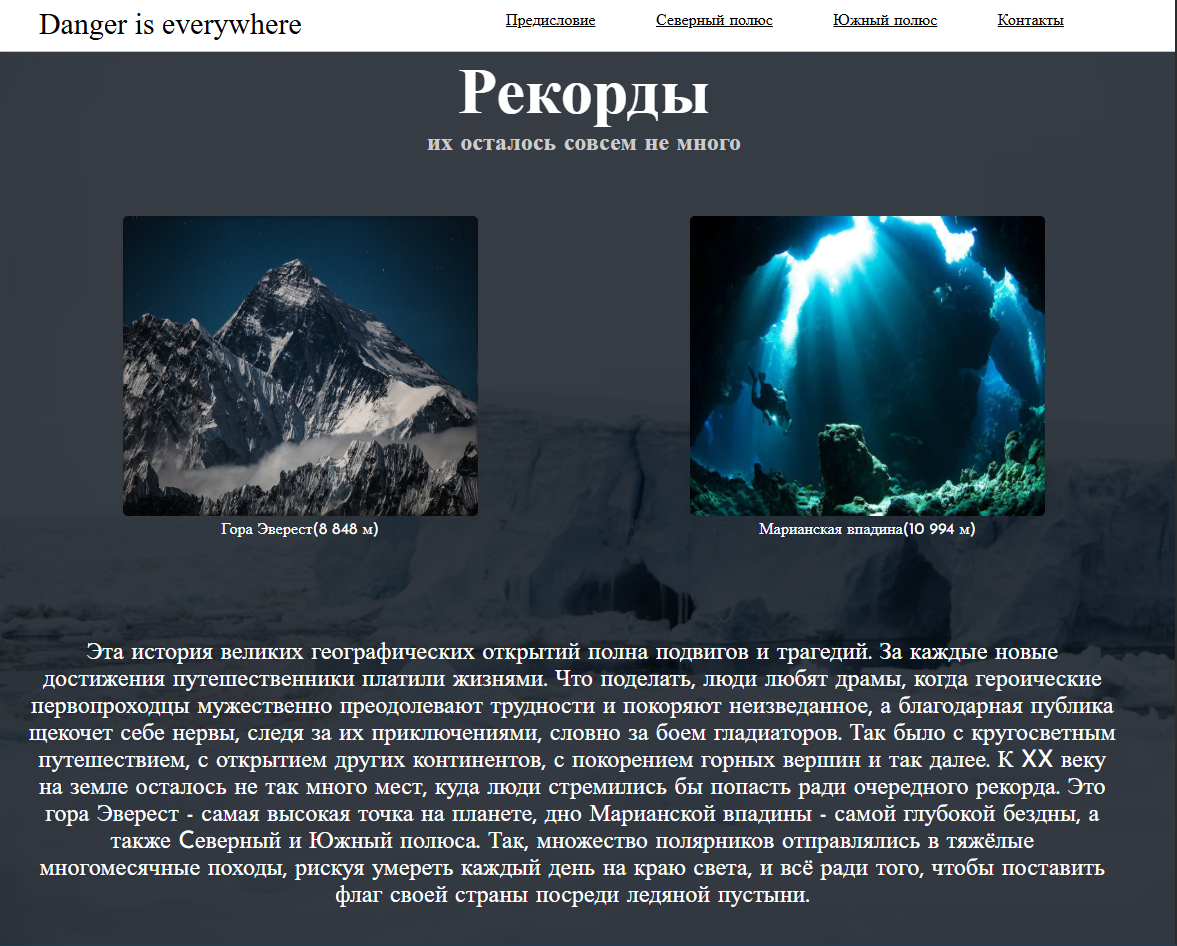 Danger is everywhere
Предисловие
Северный полюс
Южный полюс
Контакты
Рекорды
их осталось совсем не много
Гора Эверест(8 848 м)
Марианская впадина(10 994 м)
Эта история великих географических открытий полна подвигов и трагедий. За каждые новые
достижения путешественники платили жизнями. Что поделать, люди любят драмы, когда героические
первопроходцы мужественно преодолевают трудности и покоряют неизведанное, а благодарная публика
щекочет себе нервы, следя за их приключениями, словно за боем гладиаторов. Так было с кругосветным
путешествием, с открытием других континентов, с покорением горных вершин и так далее. К XX веку
на земле осталось не так много мест, куда люди стремились бы попасть ради очередного рекорда. Это
гора Эверест - самая высокая точка на планете, дно Марианской впадины - самой глубокой бездны, а
также Северный и Южный полюса. Так, множество полярников отправлялись в тяжёлые
многомесячные походы, рискуя умереть каждый день на краю света, и всё ради того, чтобы поставить
флаг своей страны посреди ледяной пустыни.